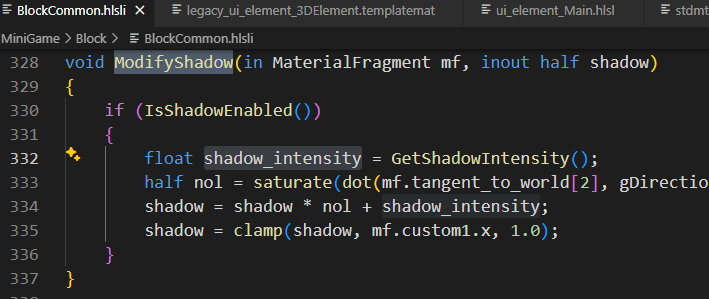 BlockCommon.hlsli legacy_ui_element_3DElement.templatemat ui_element_Main.hlsl stdmt
MiniGame > Block > BlockCommon.hlsli
328 void ModifyShadow(in MaterialFragment mf, inout half shadow)
329 {
330     if (IsShadowEnabled())
331     {
332         float shadow_intensity = GetShadowIntensity();
333         half nol = saturate(dot(mf.tangent_to_world[2], gDirectio
334         shadow = shadow * nol + shadow_intensity;
335         shadow = clamp(shadow, mf.custom1.x, 1.0);
336     }
337 }